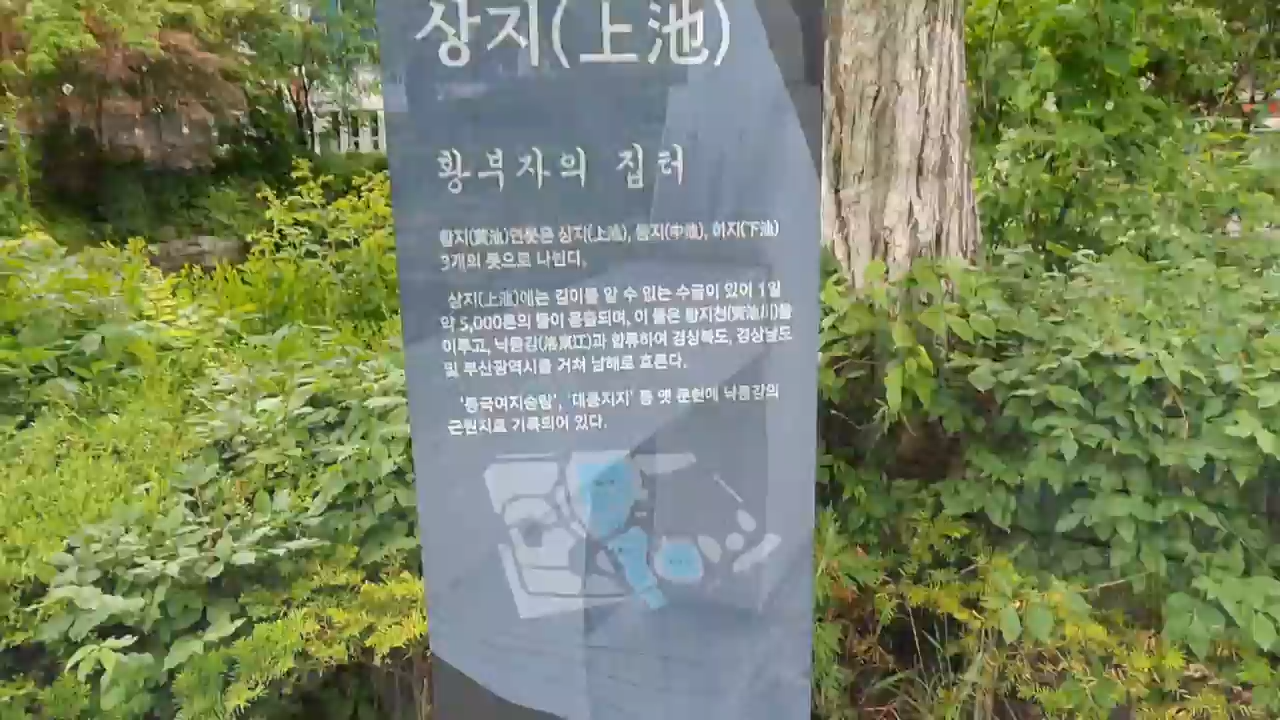 상지(上池)
황부자의 집터
황지(黃池)연못은 상지(上池), 중지(中池), 하지(下池)
3개의 못으로 나뉜다.
상지(上池)에는 깊이를 알 수 없는 수굴이 있어 1일
약 5,000톤의 물이 용출되며, 이 물은 황지천(黃池川)을
이루고, 낙동강(洛東江)과 합류하여 경상북도, 경상남도
및 부산광역시를 거쳐 남해로 흐른다.
'동국여지승람', '대동지지' 등 옛 문헌에 낙동강의
근원지로 기록되어 있다.